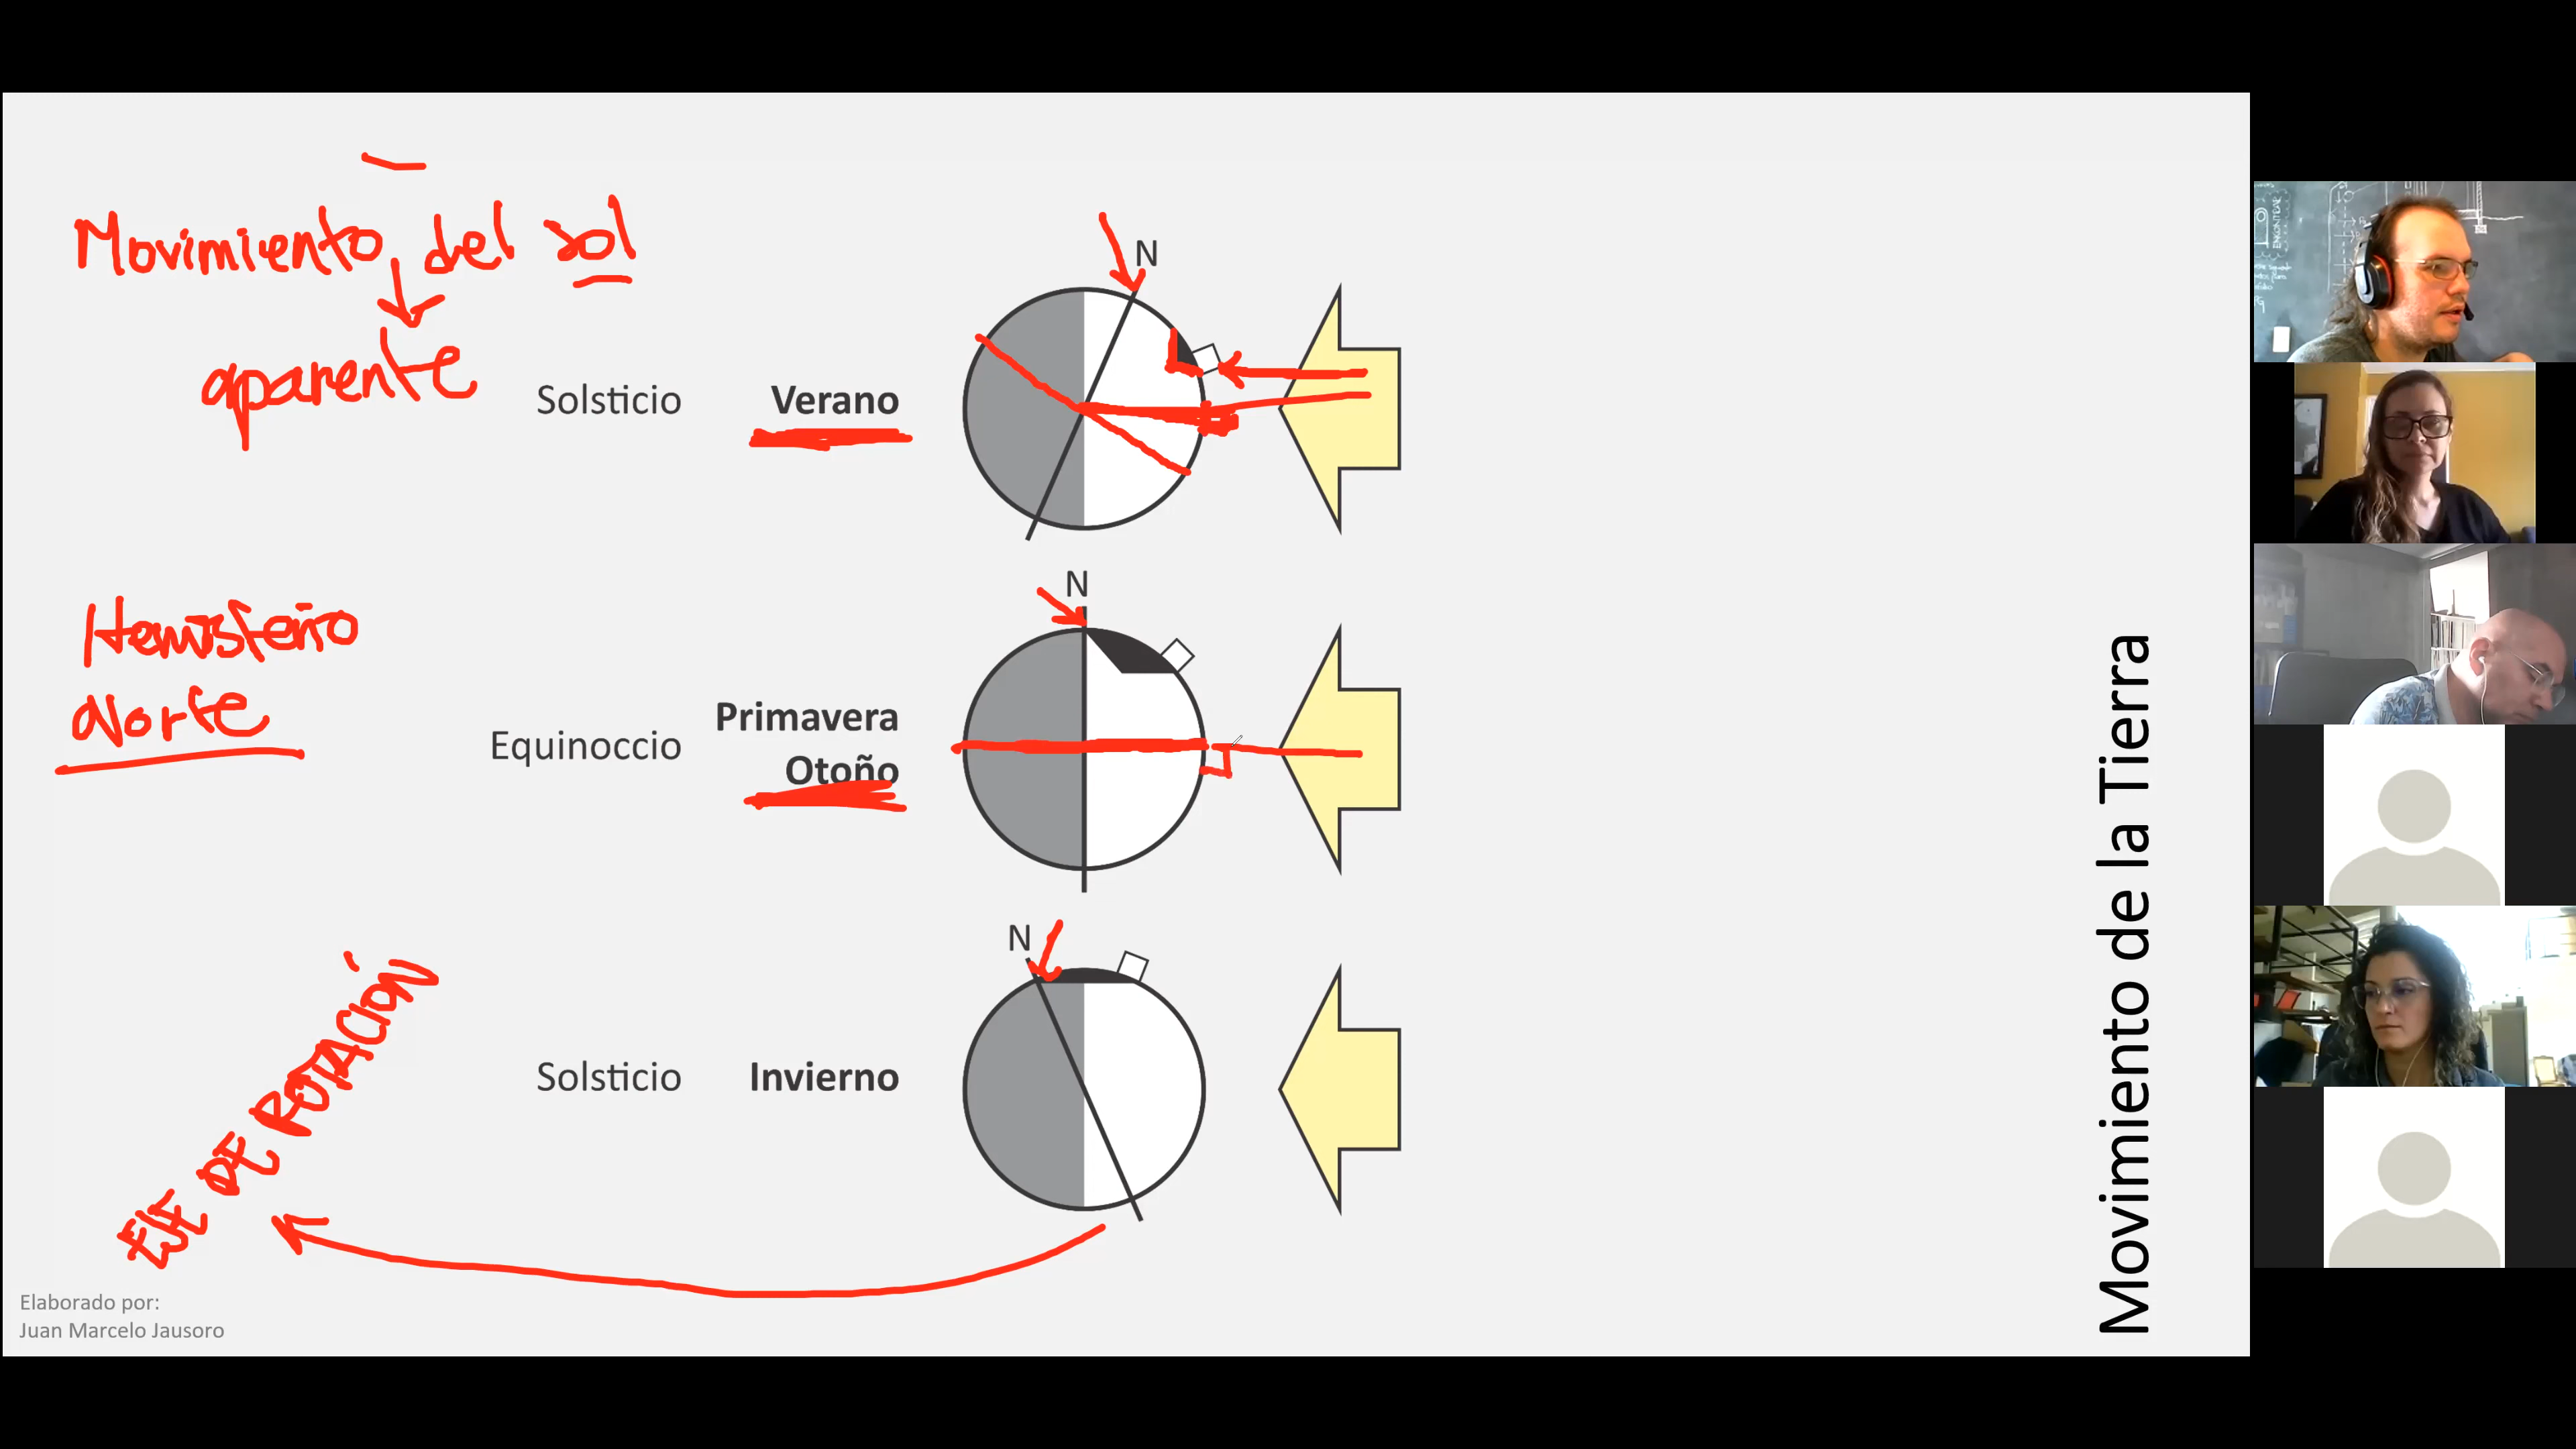 Movimiento del sol
aparente
N
Solsticio Verano
Hemisferio
Norte
N
Equinoccio Primavera
Otoño
N
Solsticio Invierno
EJE DE ROTACIÓN
Movimiento de la Tierra
Elaborado por:
Juan Marcelo Jausoro